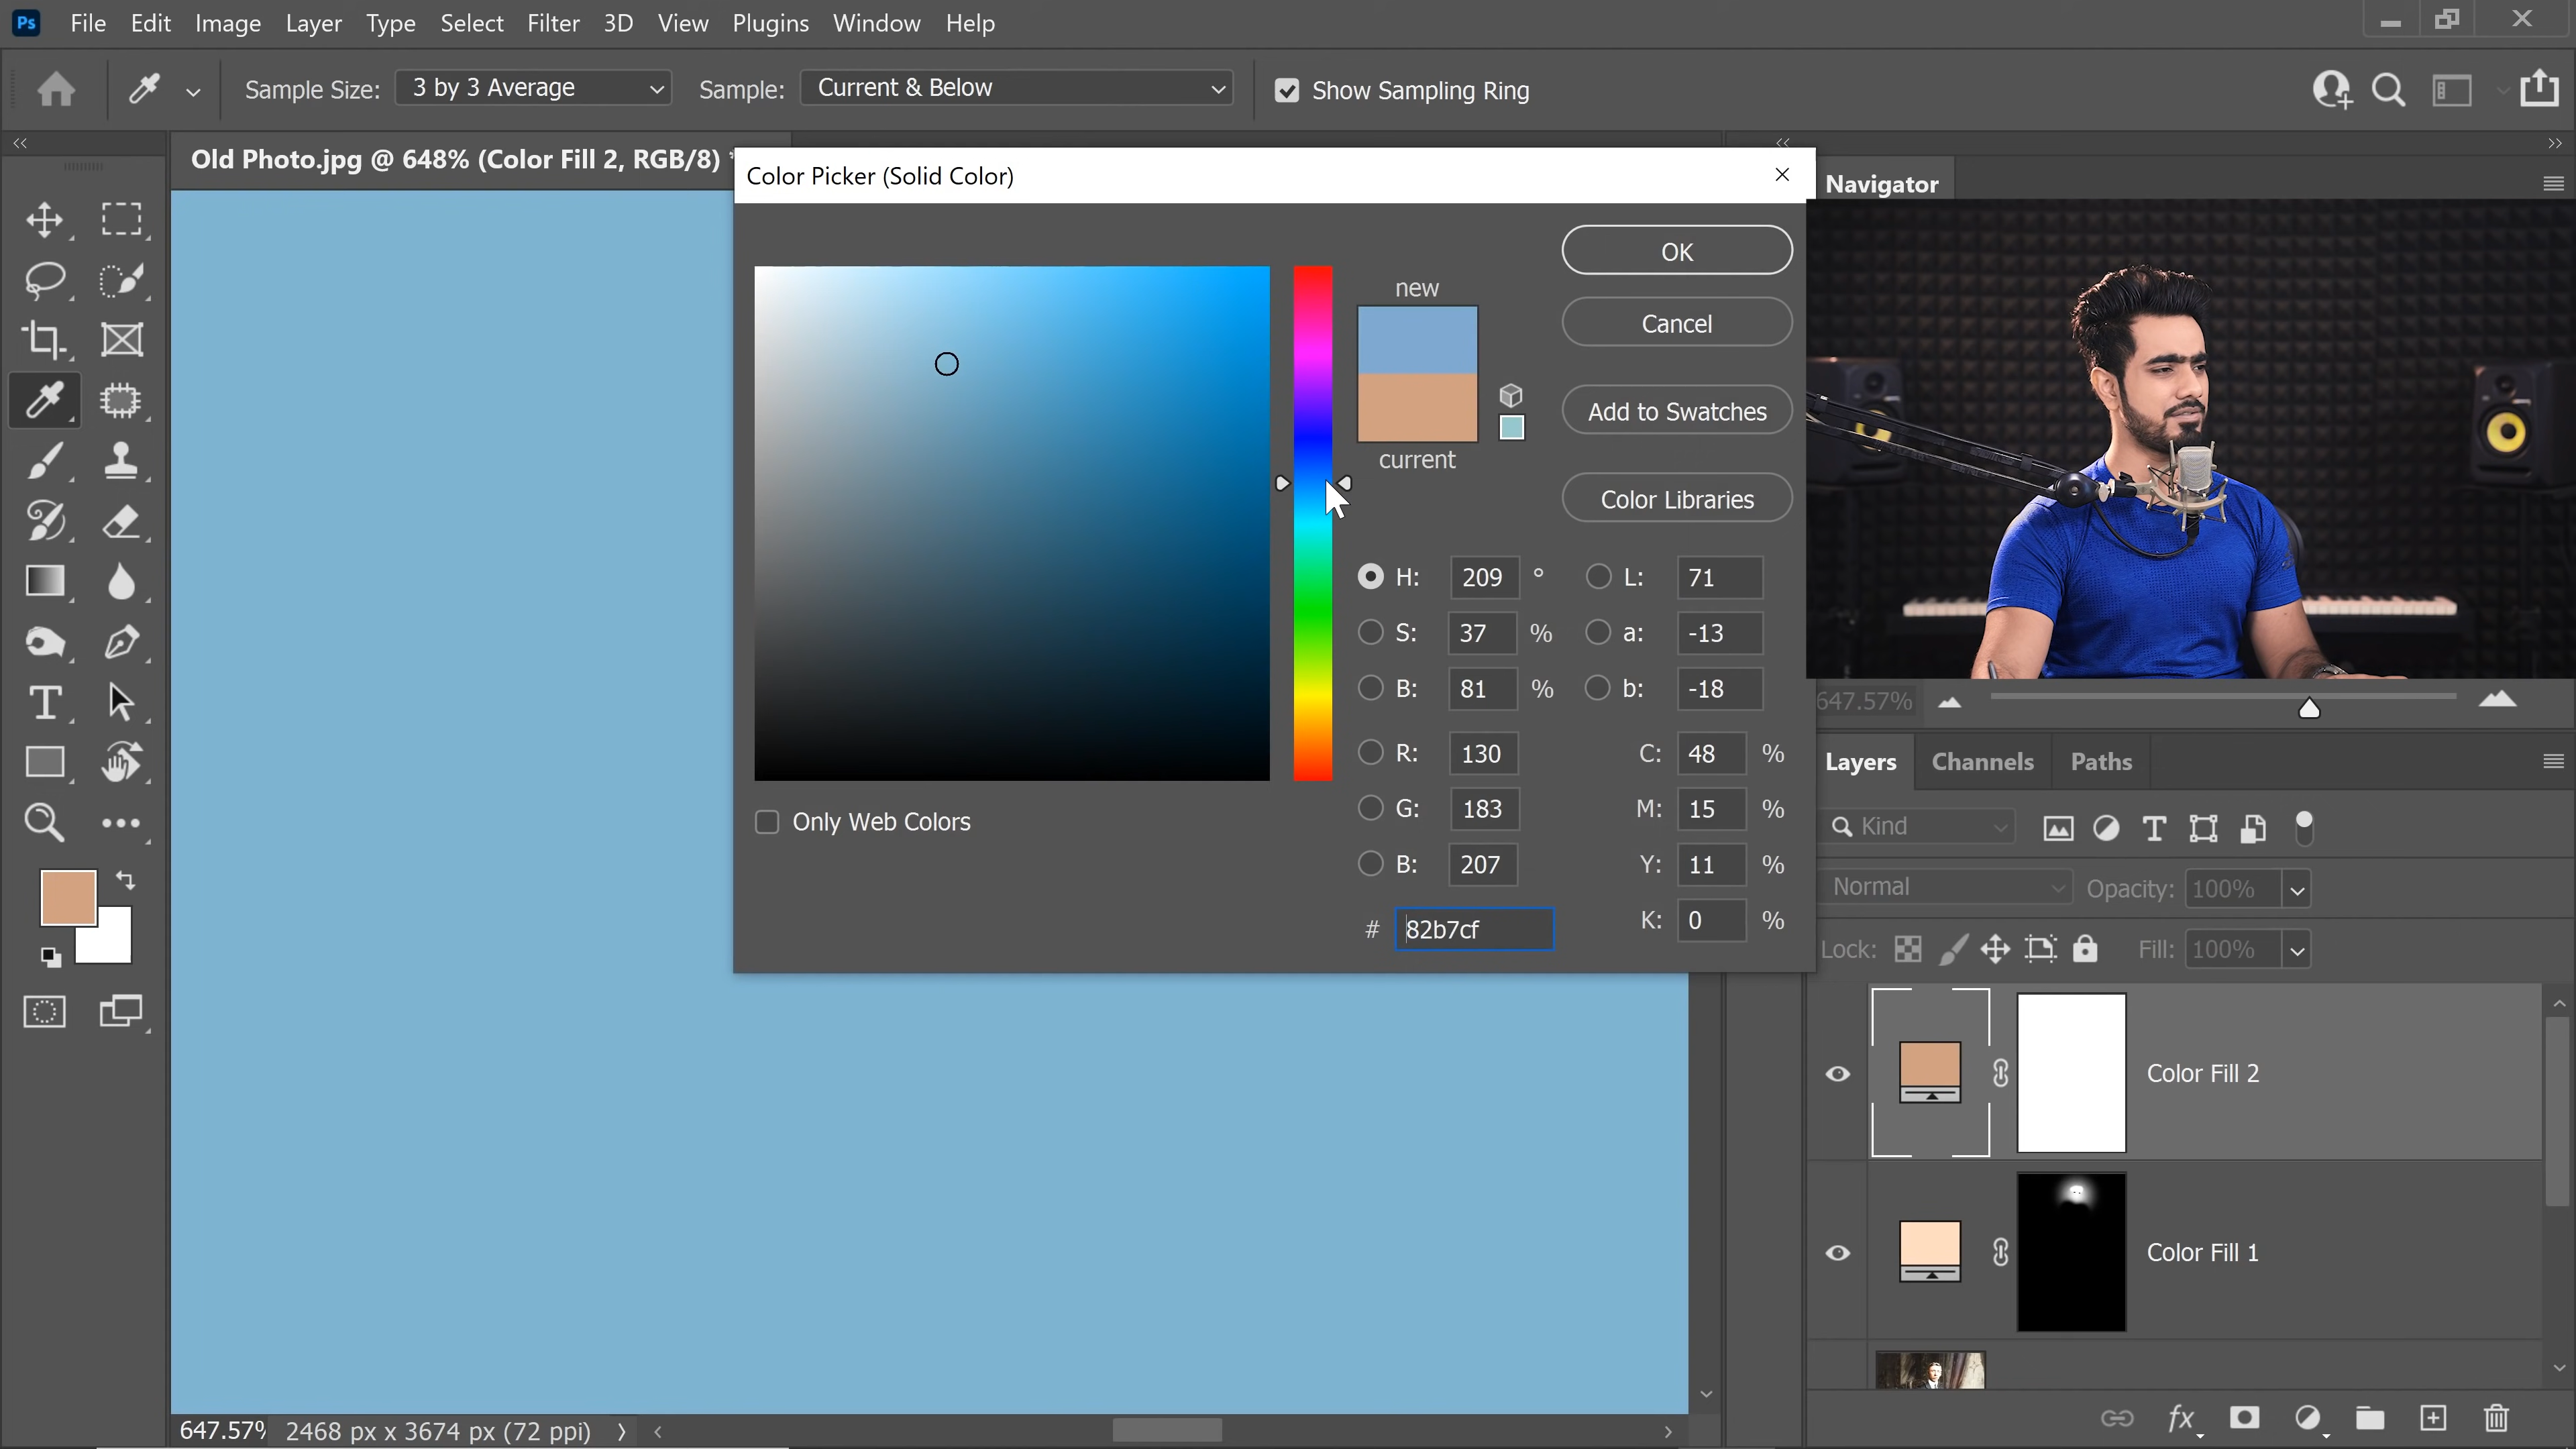 Ps File Edit Image Layer Type Select Filter 3D View Plugins Window Help
Sample Size: 3 by 3 Average Sample: Current & Below Show Sampling Ring
Old Photo.jpg @ 648% (Color Fill 2, RGB/8) *
Color Picker (Solid Color)
Navigator
new
current
OK
Cancel
Add to Swatches
Color Libraries
H: 209 ° L: 71
S: 37 % a: -13
B: 81 % b: -18
R: 130 C: 48 %
G: 183 M: 15 %
B: 207 Y: 11 %
# 82b7cf K: 0 %
Only Web Colors
647.57%
Layers Channels Paths
Kind
Normal Opacity: 100%
Lock: Fill: 100%
Color Fill 2
Color Fill 1
fx
647.57% 2468 px x 3674 px (72 ppi)